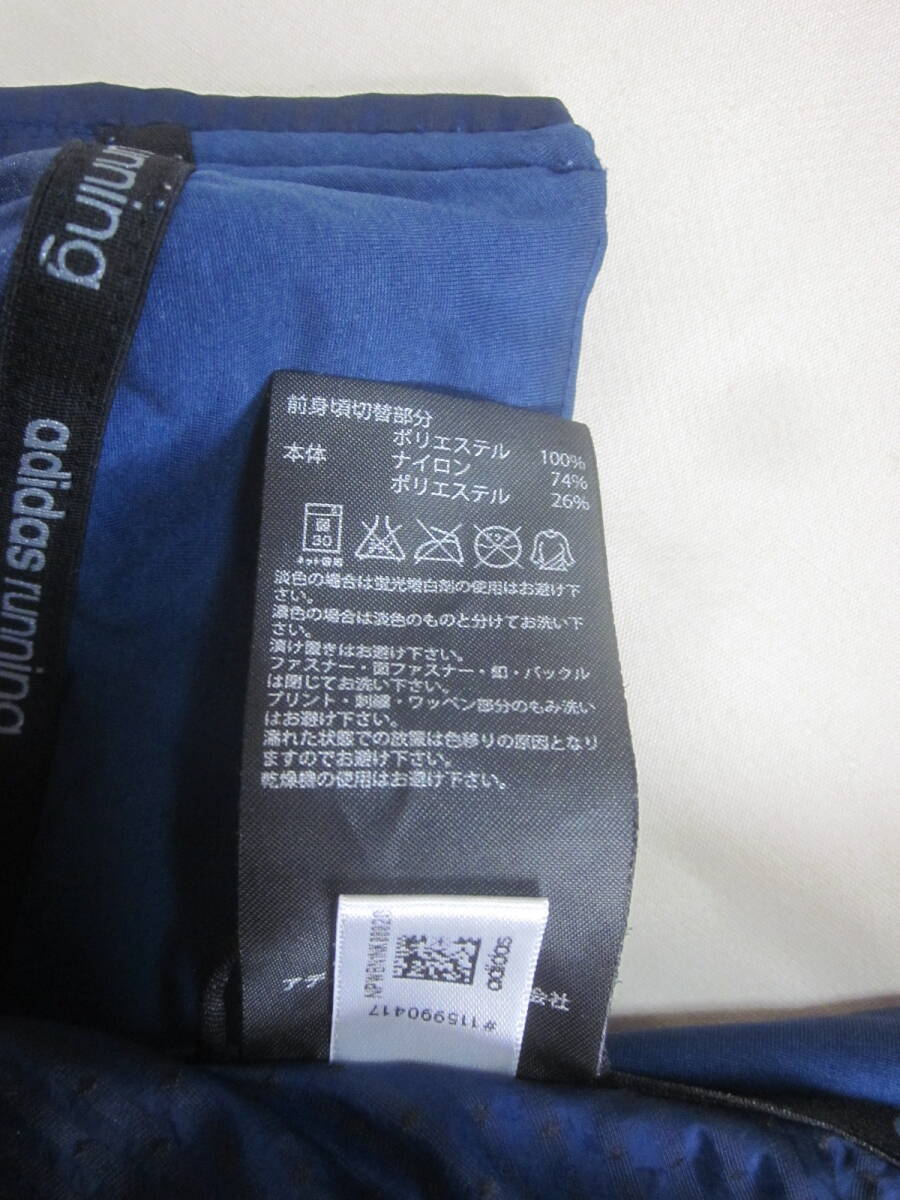 unning
adidas running
前身頃切替部分
ポリエステル 100%
本体 ナイロン 74%
ポリエステル 26%
弱
30
ネット使用
淡色の場合は蛍光増白剤の使用はお避け下
さい。
濃色の場合は淡色のものと分けてお洗い下
さい。
漬け置きはお避け下さい。
ファスナー・面ファスナー・釦・バックル
は閉じてお洗い下さい。
プリント・刺繍・ワッペン部分のもみ洗い
はお避け下さい。
濡れた状態での放置は色移りの原因となり
ますのでお避け下さい。
乾燥機の使用はお避け下さい。
アデ
会社
adidas
#115990417